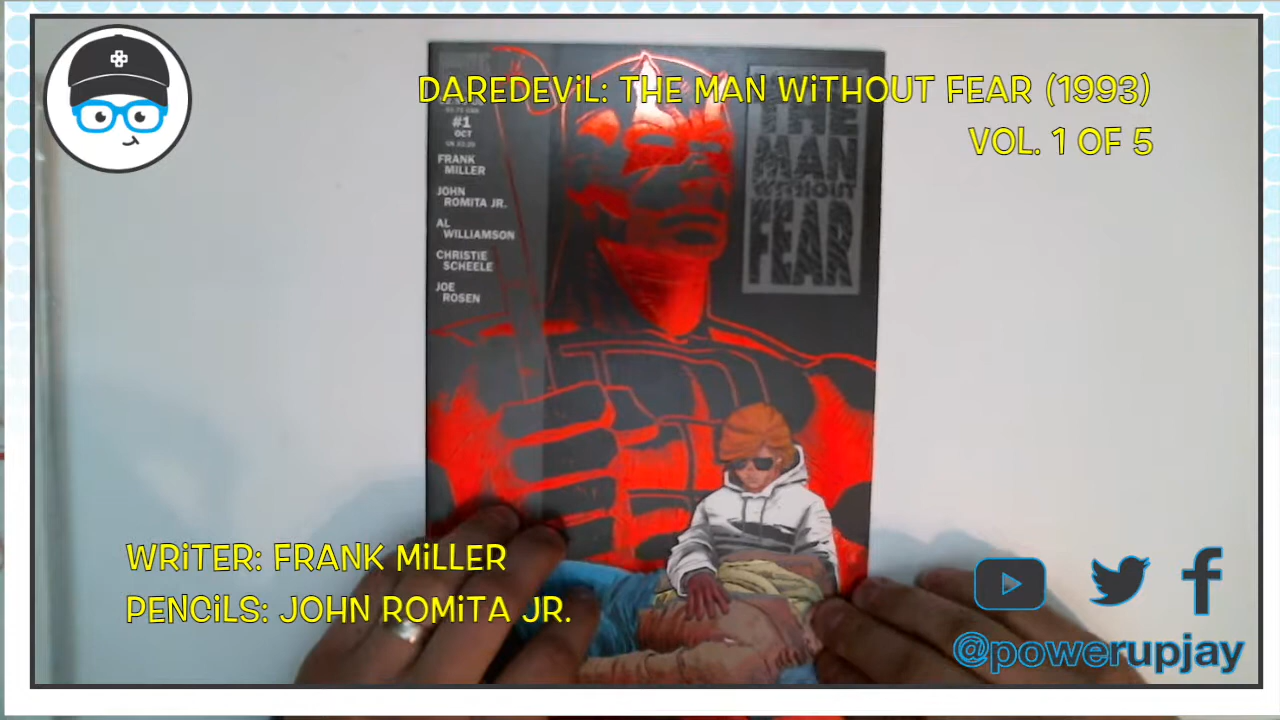 DAREDEViL: THE MAN WiTHOUT FEAR (1993)
VOL. 1 OF 5
#1
OCT
FRANK
MILLER
JOHN
ROMITA JR.
AL
WILLIAMSON
CHRISTIE
SCHEELE
JOE
ROSEN
THE
MAN
WITHOUT
FEAR
WRiTER: FRANK MiLLER
PENCiLS: JOHN ROMiTA JR.
@powerupjay